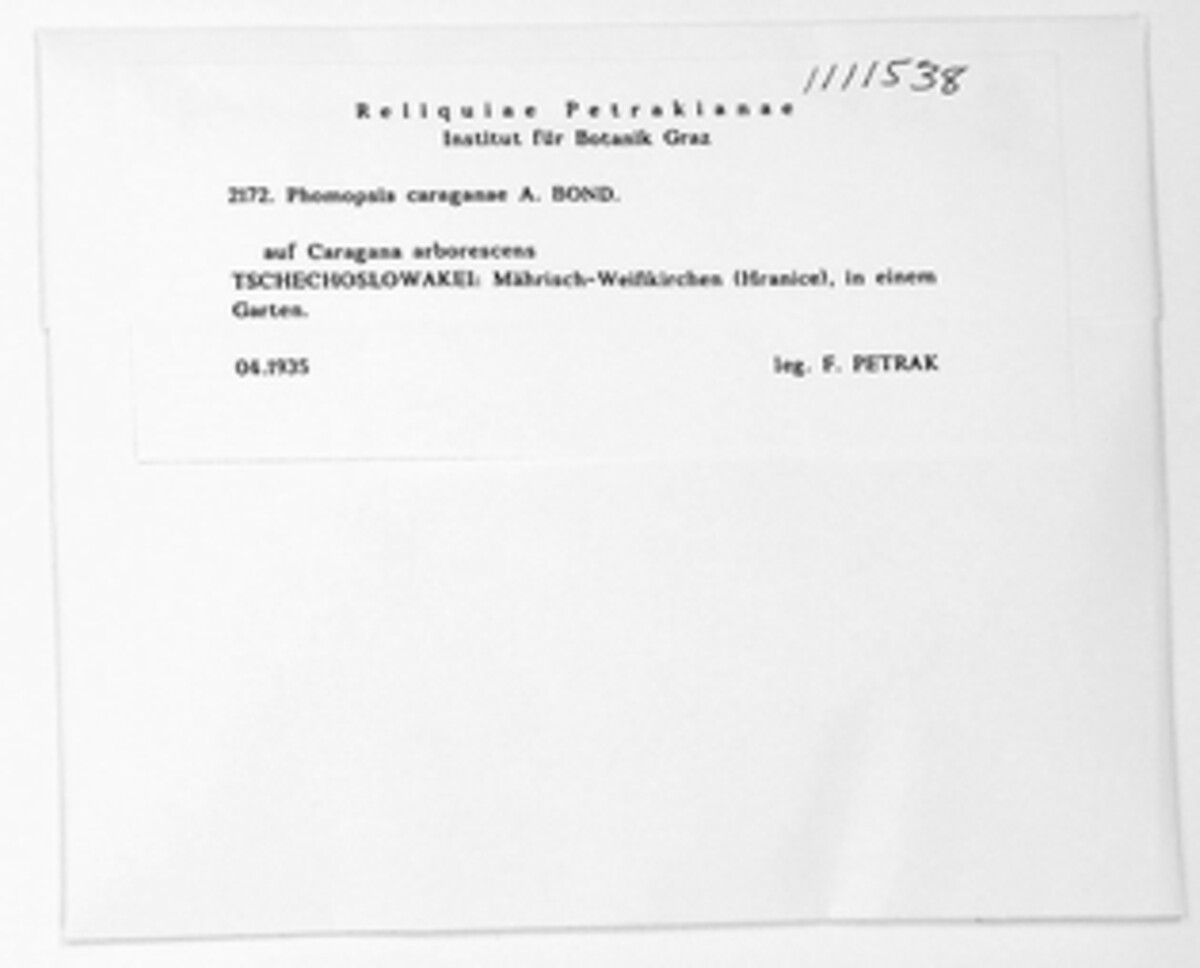 1111538
Reliquiae Petrakianae
Institut für Botanik Graz
2172. Phomopsis caraganae A. BOND.
auf Caragana arborescens
TSCHECHOSLOWAKEI: Mährisch-Weißkirchen (Hranice), in einem
Garten.
04.1935 leg. F. PETRAK